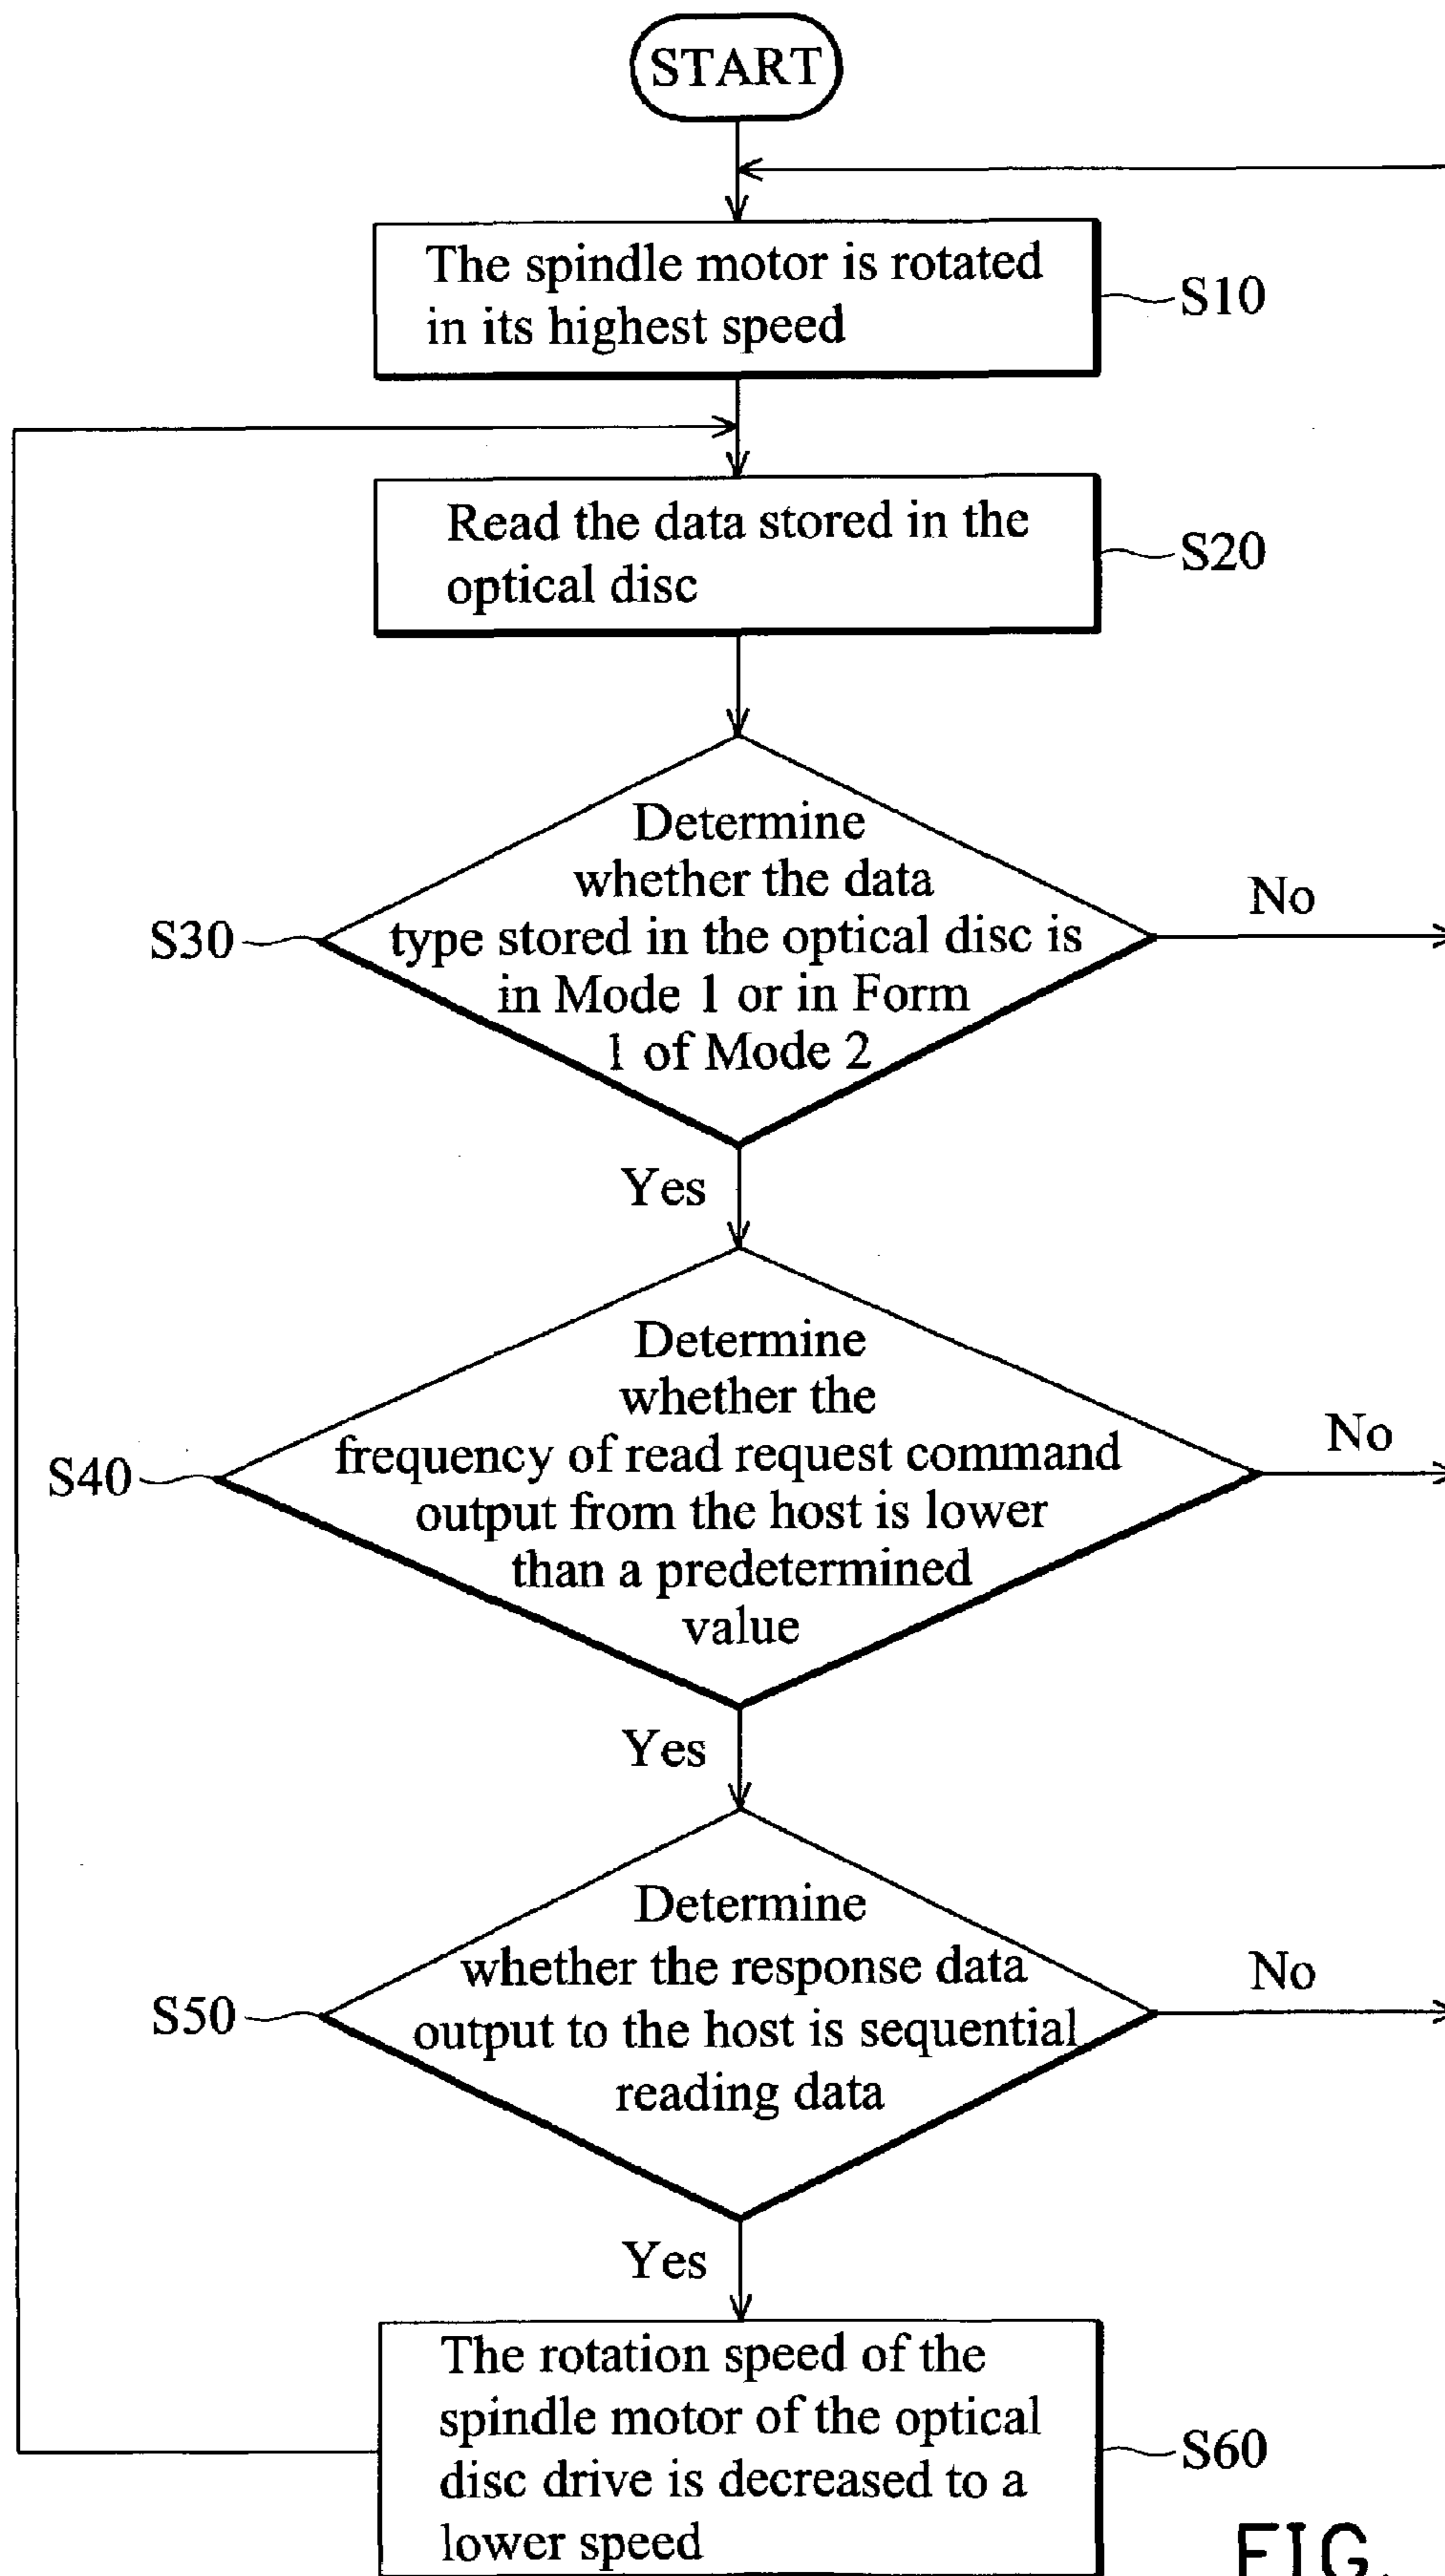 START
The spindle motor is rotated
in its highest speed
S10
Read the data stored in the
optical disc
S20
Determine
whether the data
type stored in the optical disc is
in Mode 1 or in Form
1 of Mode 2
S30
No
Yes
Determine
whether the
frequency of read request command
output from the host is lower
than a predetermined
value
S40
No
Yes
Determine
whether the response data
output to the host is sequential
reading data
S50
No
Yes
The rotation speed of the
spindle motor of the optical
disc drive is decreased to a
lower speed
S60
FIG.